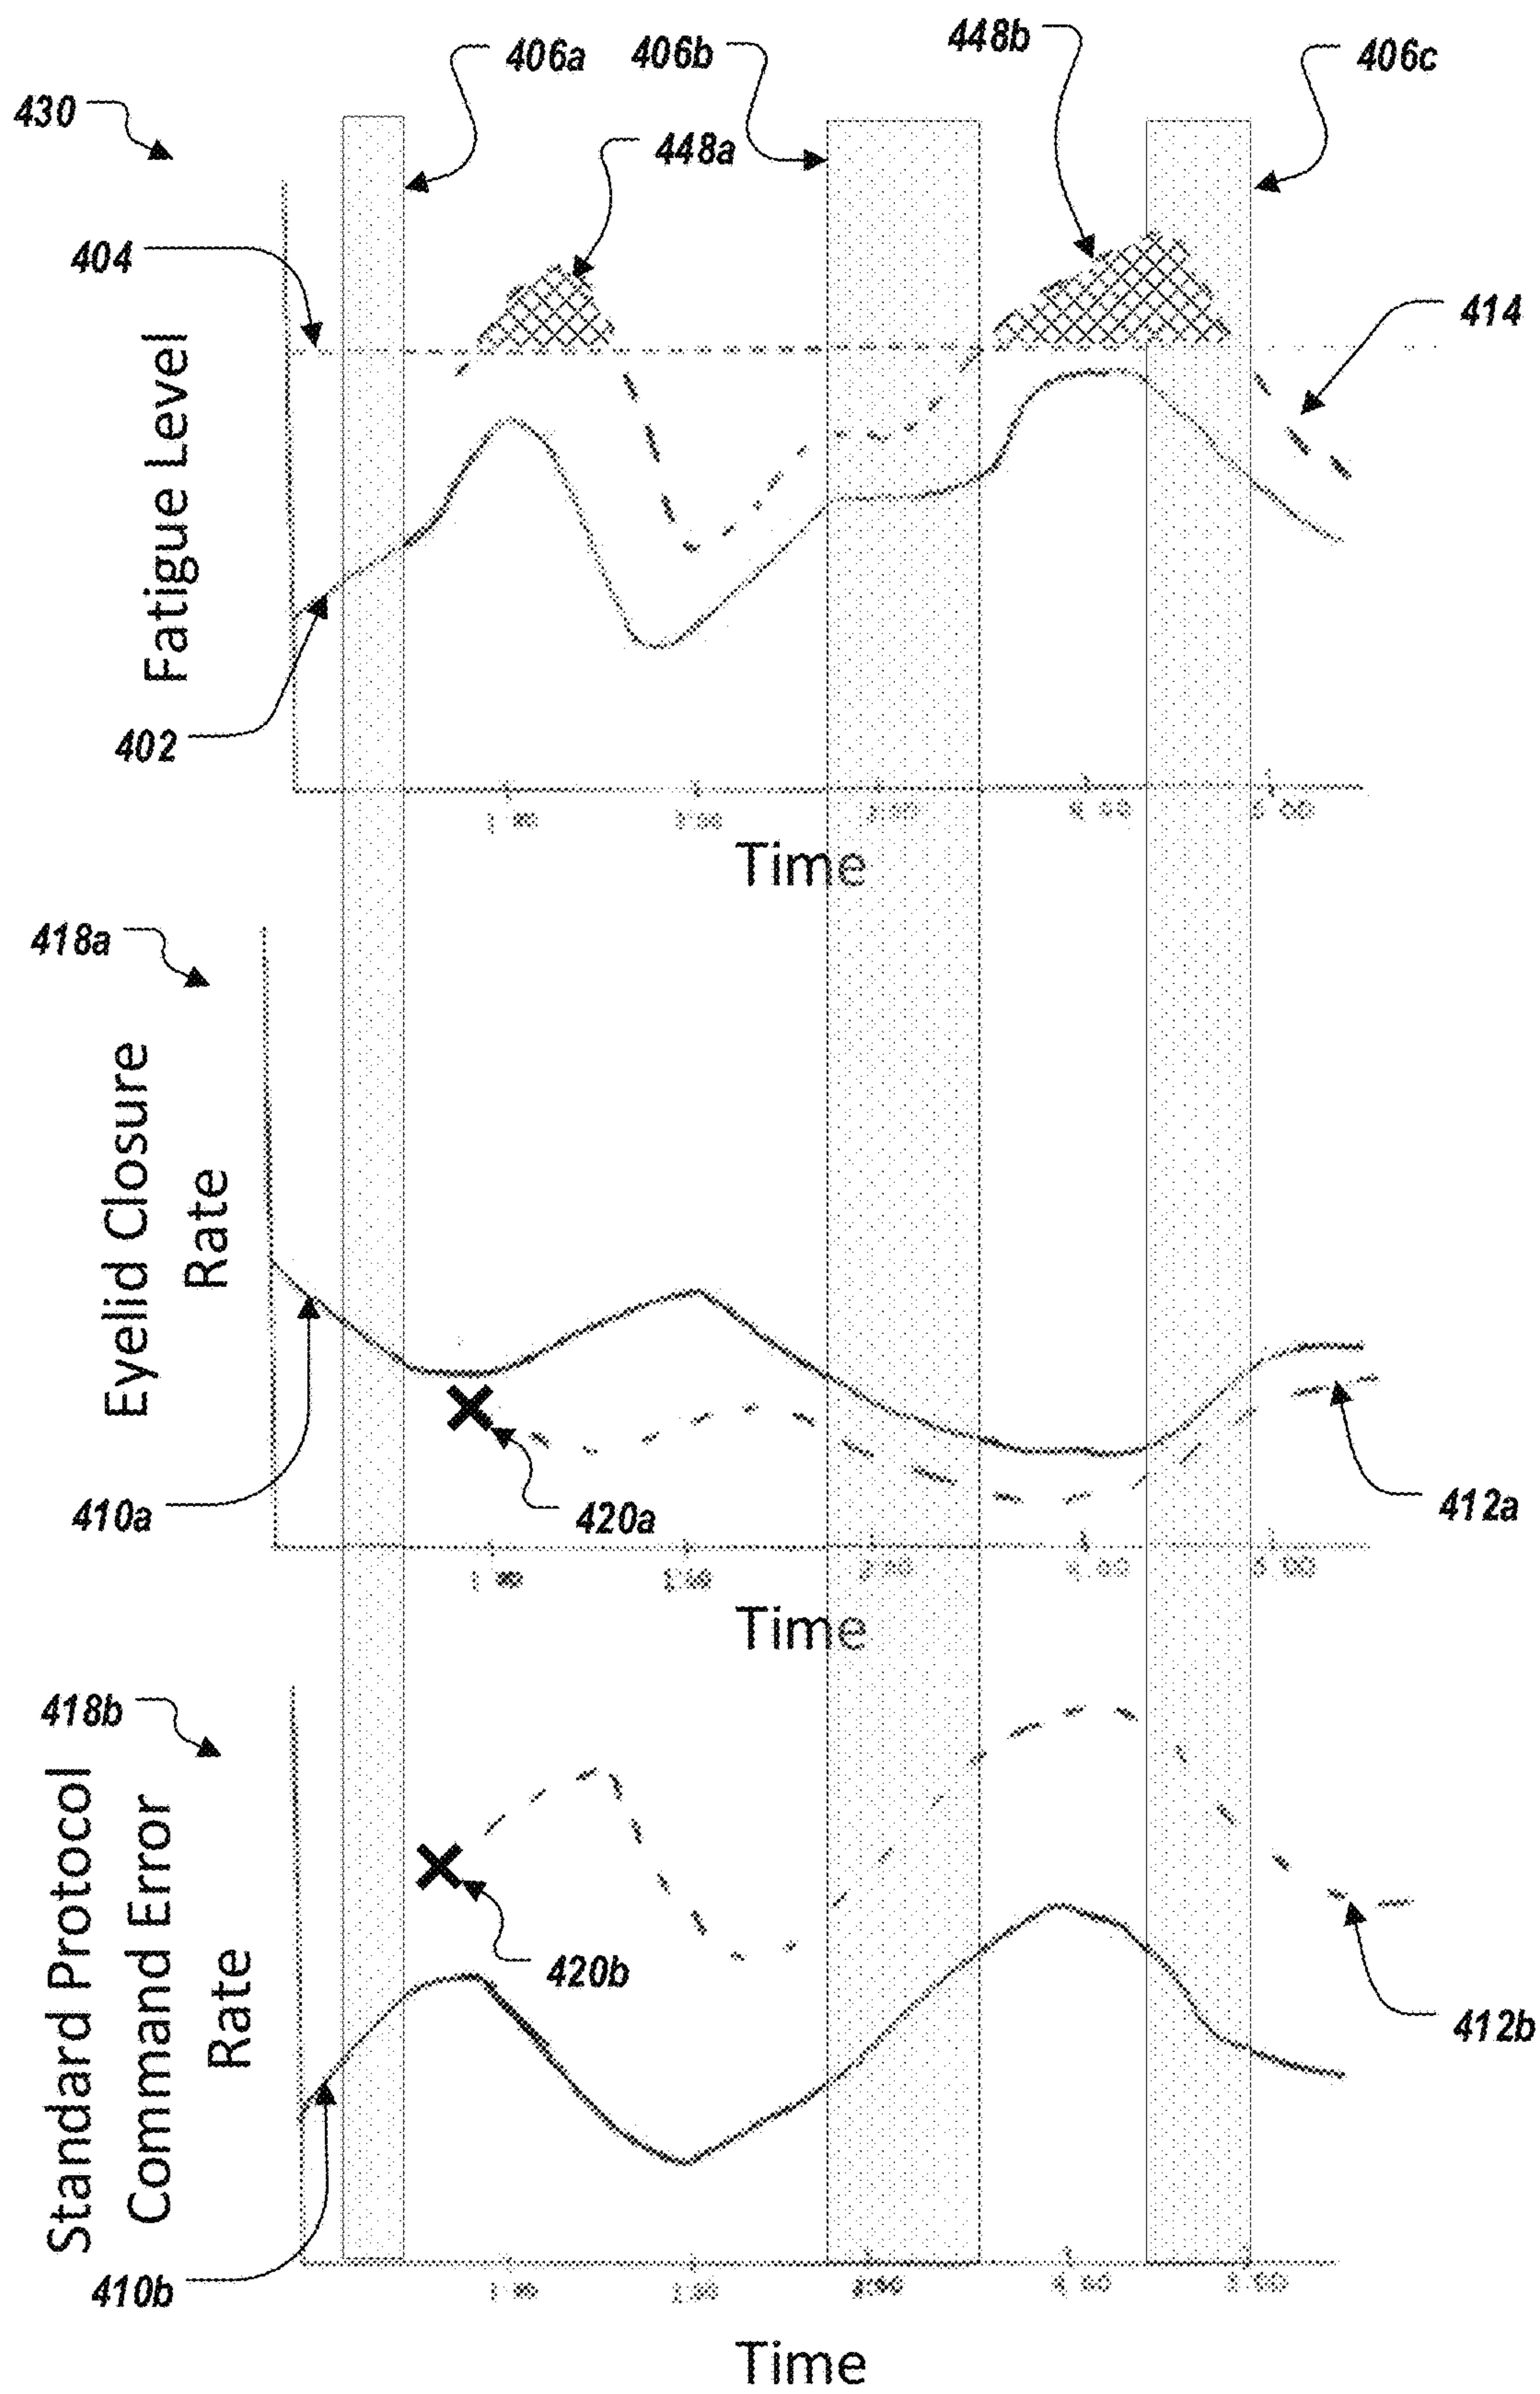 406a
406b
448b
406c
430
448a
404
414
Fatigue Level
402
Time
418a
Eyelid Closure
Rate
410a
420a
412a
Time
418b
Standard Protocol
Command Error
Rate
420b
412b
410b
Time